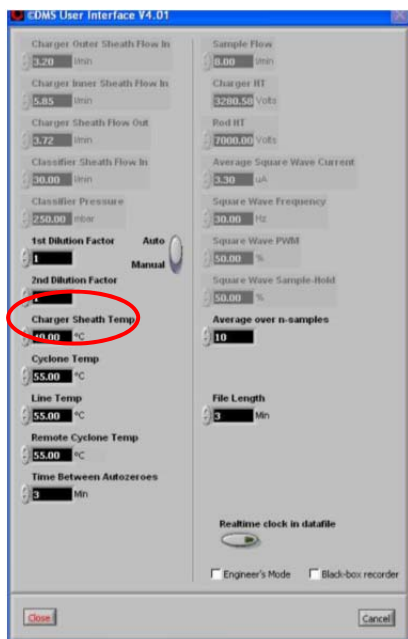 cDMS User Interface V4.01
Charger Outer Sheath Flow In
3.20 l/min
Charger Inner Sheath Flow In
5.85 l/min
Charger Sheath Flow Out
3.72 l/min
Classifier Sheath Flow In
30.00 l/min
Classifier Pressure
250.00 mbar
1st Dilution Factor
Auto
1
Manual
2nd Dilution Factor
Charger Sheath Temp
40.00 °C
Cyclone Temp
55.00 °C
Line Temp
55.00 °C
Remote Cyclone Temp
55.00 °C
Time Between Autozeroes
3 Min
Sample Flow
8.00 l/min
Charger HT
3280.58 Volts
Rod HT
7000.00 Volts
Average Square Wave Current
3.30 uA
Square Wave Frequency
30.00 Hz
Square Wave PWM
50.00 %
Square Wave Sample-Hold
50.00 %
Average over n-samples
10
File Length
3 Min
Realtime clock in datafile
Engineer's Mode
Black-box recorder
Close
Cancel